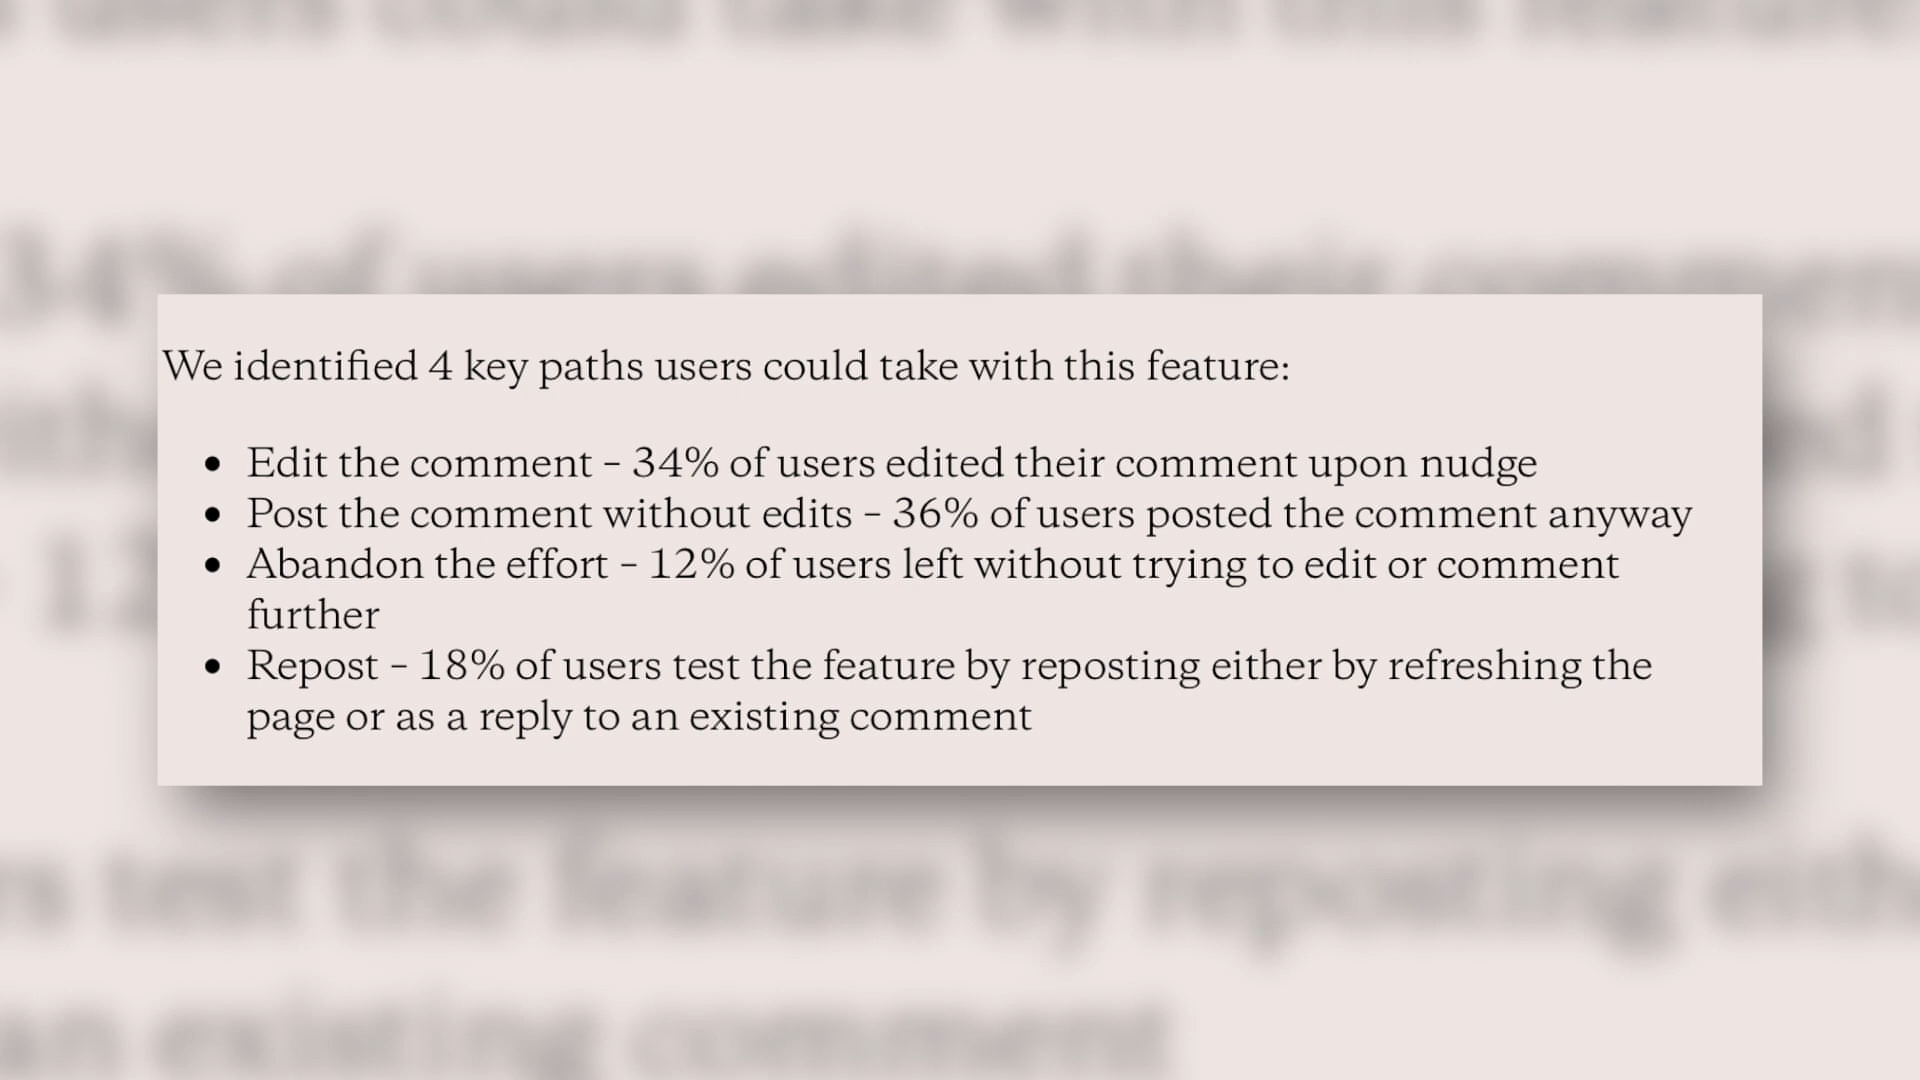 We identified 4 key paths users could take with this feature:
• Edit the comment – 34% of users edited their comment upon nudge
• Post the comment without edits – 36% of users posted the comment anyway
• Abandon the effort – 12% of users left without trying to edit or comment
further
• Repost – 18% of users test the feature by reposting either by refreshing the
page or as a reply to an existing comment